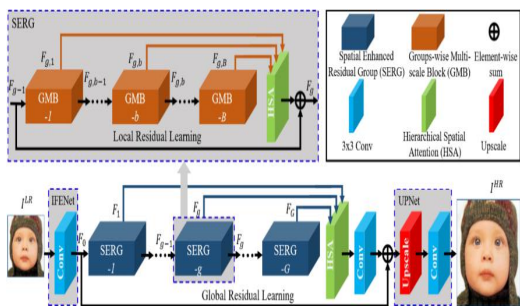 SERG
F_{g,1}
F_{g,b}
F_{g,B}
F_{g-1}
F_{g,b-1}
F_{g,b}
GMB
-1
GMB
-b
GMB
-B
HSA
F_g
Local Residual Learning
Spatial Enhanced
Residual Group (SERG)
Groups-wise Multi-
scale Block (GMB)
Element-wise
sum
3x3 Conv
Hierarchical Spatial
Attention (HSA)
Upscale
I^{LR}
IFENet
Conv
F_0
F_1
SERG
-1
F_{g-1}
F_g
SERG
-g
F_g
F_G
SERG
-G
HSA
Conv
UPNet
Upscale
Conv
I^{HR}
Global Residual Learning